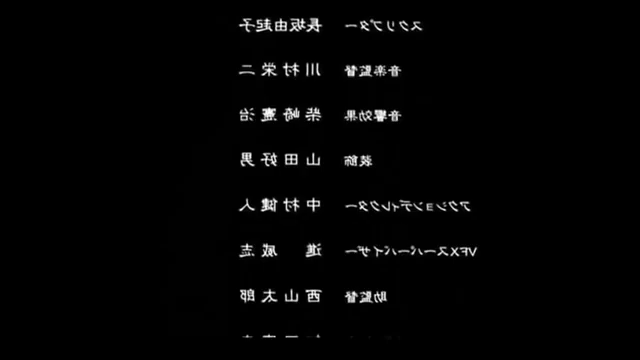 スクリプター 長坂由起子
音楽監督 川村栄二
音響効果 柴崎憲治
装飾 山田好男
アクションディレクター 中村健人
VFXスーパーバイザー 進 威志
助監督 西山太郎